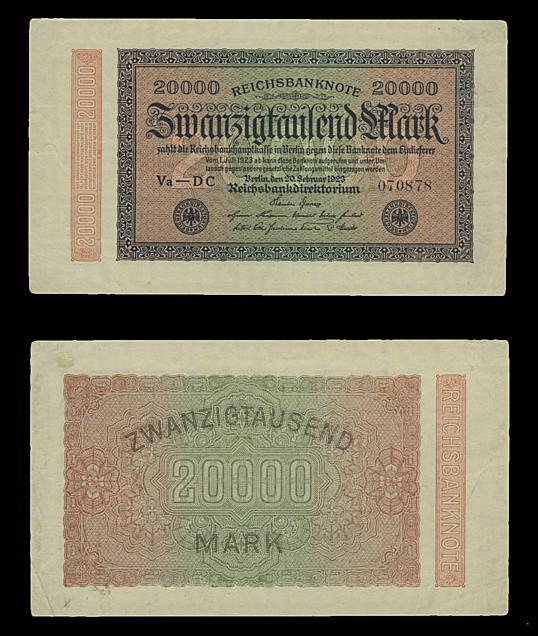 20000
20000 REICHSBANKNOTE 20000
Zwanzigtausend Mark
zahlt die Reichsbankhauptkasse in Berlin gegen diese Banknote dem Einlieferer
Vom 1. Juli 1923 ab kann diese Banknote aufgerufen und unter Um-
tausch gegen andere gesetzliche Zahlungsmittel eingezogen werden
Berlin, den 20. Februar 1923
Va—DC Reichsbankdirektorium 070878
20000
ZWANZIGTAUSEND
20000
MARK
REICHSBANKNOTE